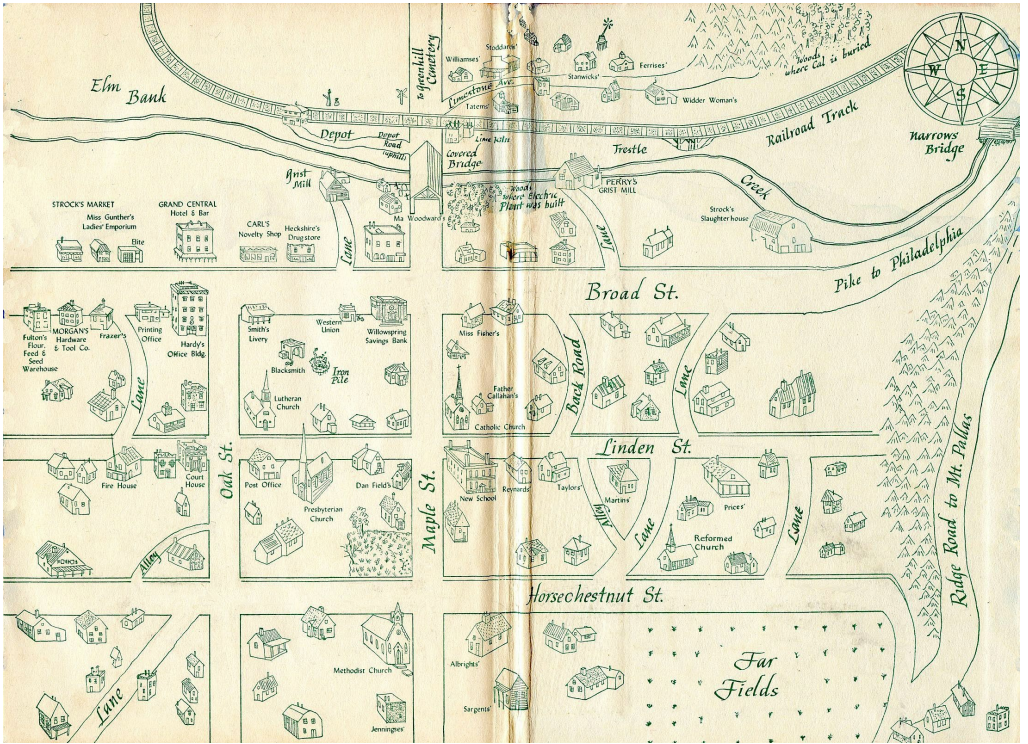 To Greenhill
Cemetery
Elm
Bank
Williamses'
Stoddards'
Stanwicks'
Ferrises'
Limestone Ave.
Tatems'
Widder Woman's
Woods
where Cal is buried
N
W
E
S
Depot
Depot
Road
(uphill)
Lime Kiln
Trestle
Railroad Track
Narrows
Bridge
Covered
Bridge
Grist
Mill
Woods
where Electric
Plant was built
PERRY'S
GRIST MILL
Creek
Ma Woodward's
Strock's
Slaughterhouse
STROCK'S MARKET
Miss Gunther's
Ladies' Emporium
Bite
GRAND CENTRAL
Hotel & Bar
CARL'S
Novelty Shop
Heckshire's
Drugstore
Lane
Lane
Broad St.
Pike to Philadelphia
Fulton's
Flour,
Feed &
Seed
Warehouse
MORGAN'S
Hardware
& Tool Co.
Frazer's
Printing
Office
Hardy's
Office Bldg.
Smith's
Livery
Western
Union
Willowspring
Savings Bank
Blacksmith
Iron
Pile
Lutheran
Church
Miss Fisher's
Father
Callahan's
Catholic Church
Lane
Back Road
Lane
Linden St.
Oak St.
Maple St.
Fire House
Court
House
Post Office
Presbyterian
Church
Dan Field's
New School
Reynards'
Taylors'
Martins'
Prices'
Reformed
Church
Alley
Alley
Lane
Lane
Ridge Road to Mt. Pallas
Horsechestnut St.
Lane
Methodist Church
Jennings'
Albrights'
Sargents'
Far
Fields